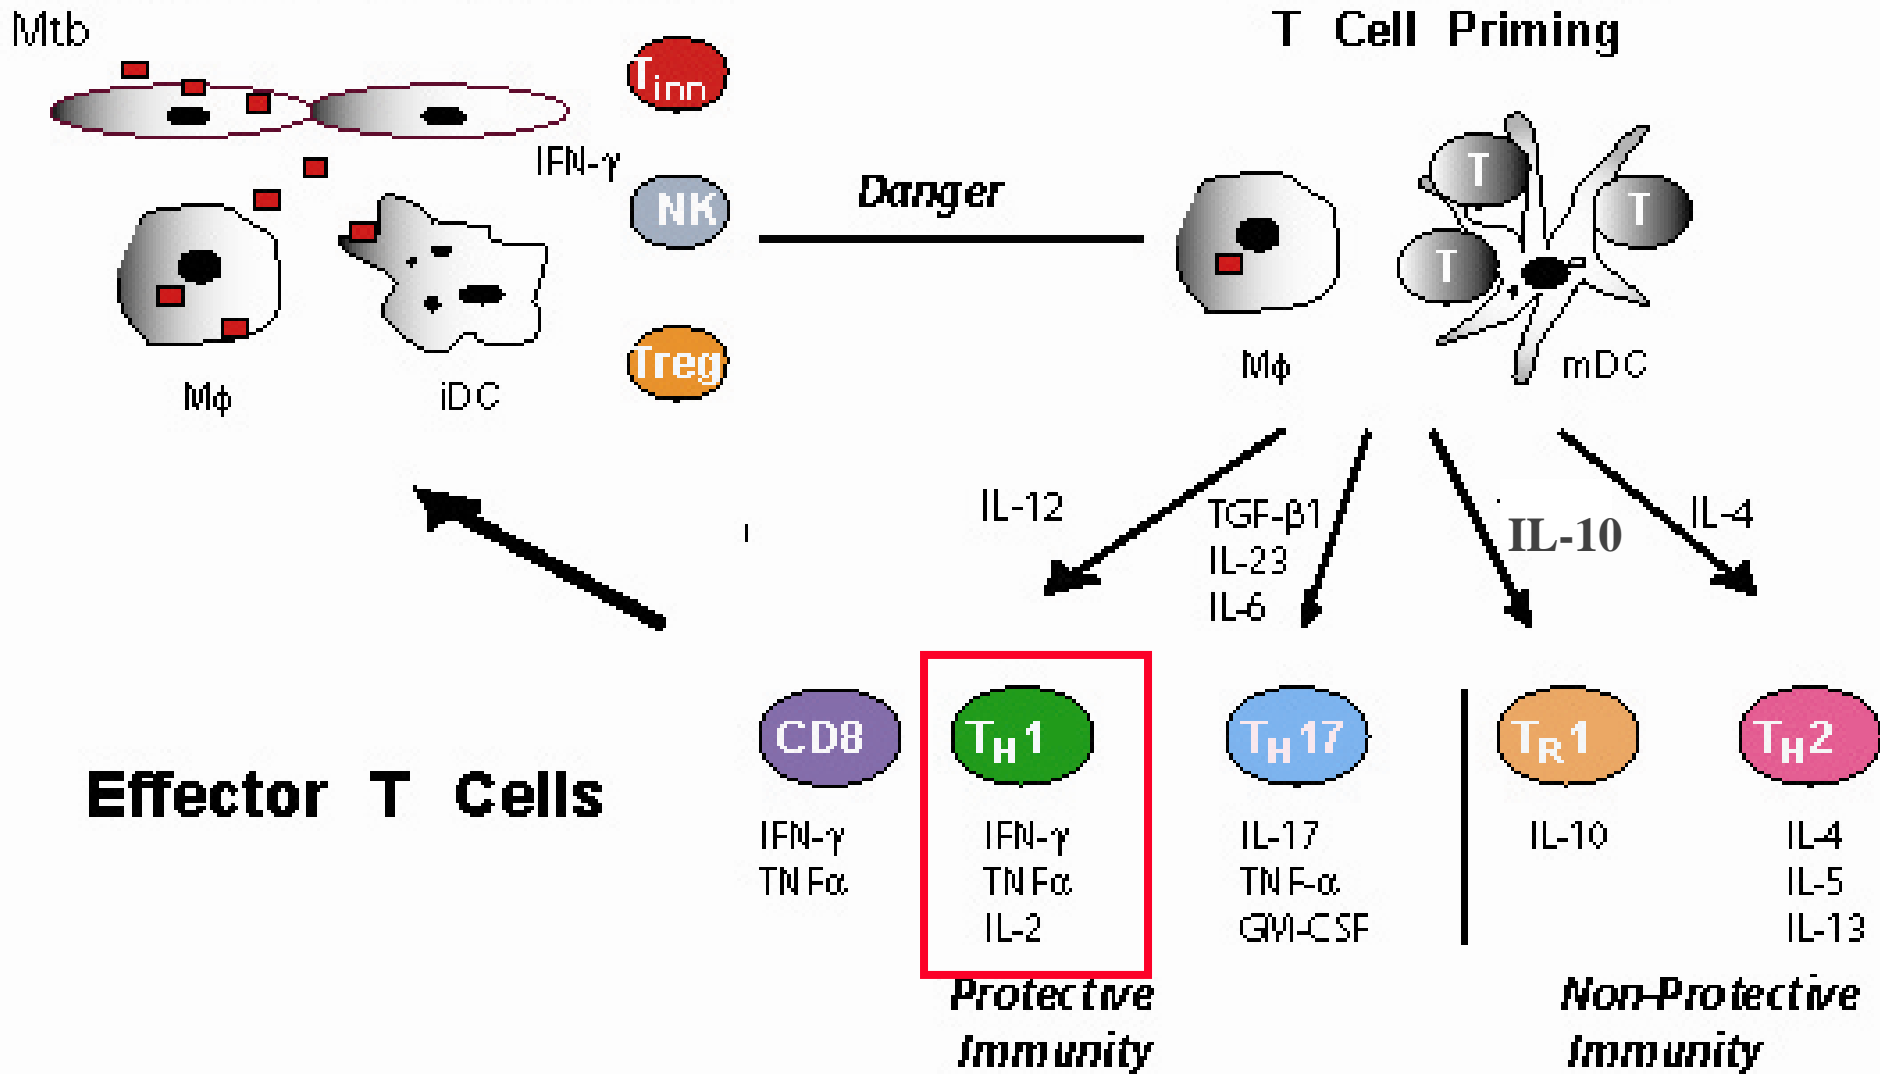 Mtb
T Cell Priming
Tinn
IFN-γ
NK
Danger
Treg
Mϕ
iDC
T
T
T
Mϕ
mDC
IL-12
TGF-β1
IL-23
IL-6
IL-10
IL-4
Effector T Cells
CD8
TH1
TH17
TR1
TH2
IFN-γ
TNFα
IFN-γ
TNFα
IL-2
IL-17
TNF-α
GM-CSF
IL-10
IL-4
IL-5
IL-13
Protective
Immunity
Non-Protective
Immunity